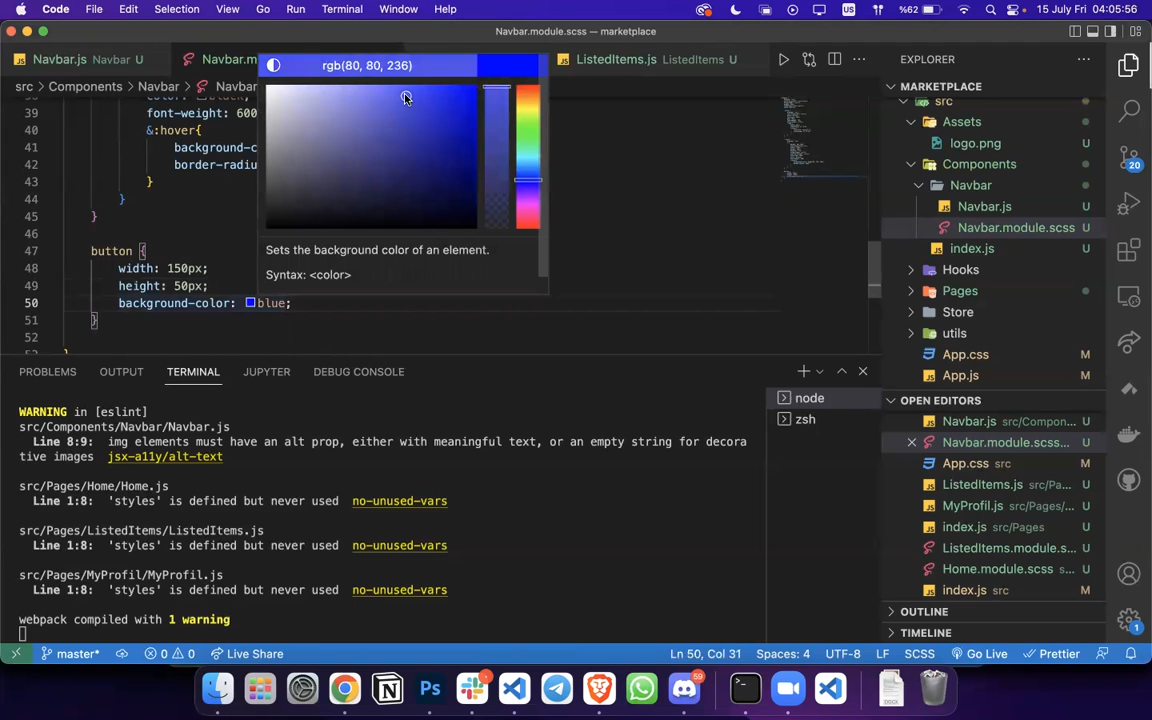 Code File Edit Selection View Go Run Terminal Window Help %62 US 15 July Fri 04:05:56
Navbar.module.scss — marketplace
Navbar.js Navbar U Navbar.m ListedItems.js ListedItems U
EXPLORER
src Components Navbar Navbar
rgb(80, 80, 236)
MARKETPLACE
src
39 font-weight: 600
40 &:hover{
41 background-c
42 border-radiu
43 }
44 }
45 }
46
47 button {
48 width: 150px;
49 height: 50px;
50 background-color: blue;
51 }
52
Sets the background color of an element.
Syntax: <color>
Assets
logo.png U
Components
Navbar
Navbar.js U
Navbar.module.scss U
index.js U
Hooks
Pages
Store
utils
App.css M
App.js M
OPEN EDITORS
Navbar.js src/Compon... U
Navbar.module.scss... U
App.css src M
ListedItems.js src/Pa... U
MyProfil.js src/Pages/... U
index.js src/Pages U
ListedItems.module.s... U
Home.module.scss src... U
index.js src M
OUTLINE
TIMELINE
20
1
PROBLEMS OUTPUT TERMINAL JUPYTER DEBUG CONSOLE
node
zsh
WARNING in [eslint]
src/Components/Navbar/Navbar.js
Line 8:9: img elements must have an alt prop, either with meaningful text, or an empty string for decora
tive images jsx-a11y/alt-text
src/Pages/Home/Home.js
Line 1:8: 'styles' is defined but never used no-unused-vars
src/Pages/ListedItems/ListedItems.js
Line 1:8: 'styles' is defined but never used no-unused-vars
src/Pages/MyProfil/MyProfil.js
Line 1:8: 'styles' is defined but never used no-unused-vars
webpack compiled with 1 warning
master* 0 0 Live Share Ln 50, Col 31 Spaces: 4 UTF-8 LF SCSS Go Live Prettier
Ps
59